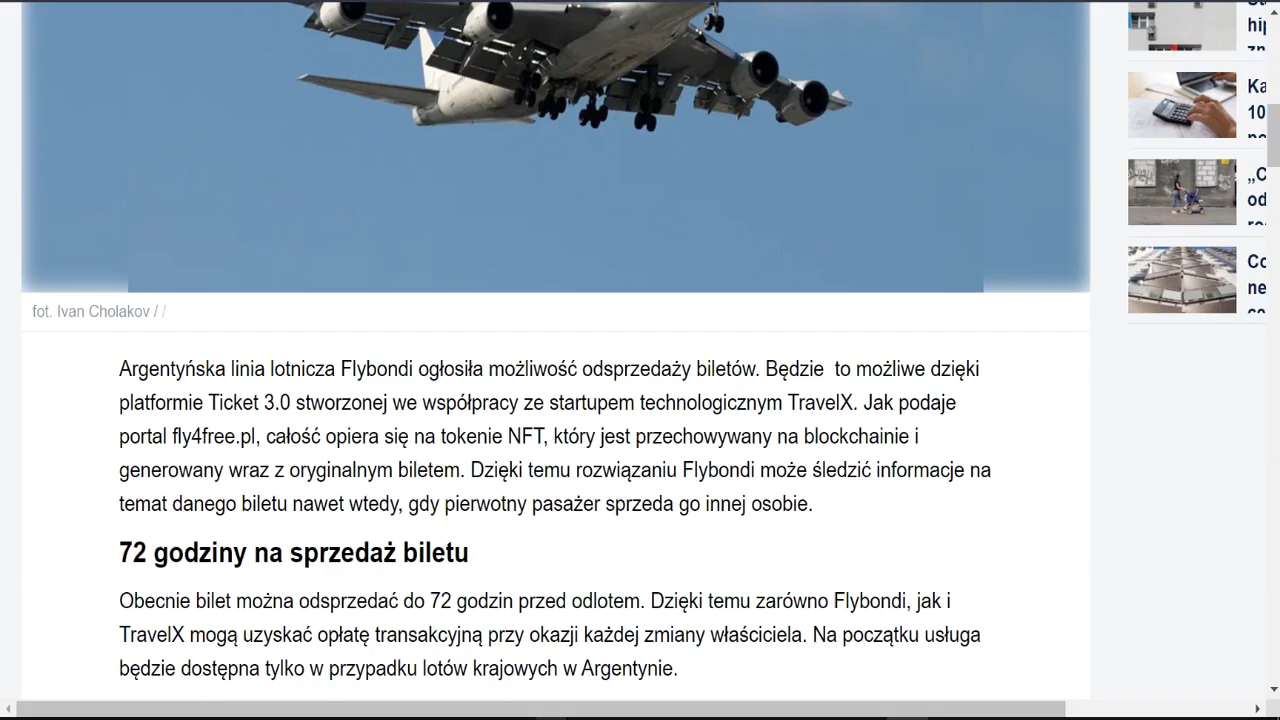 fot. Ivan Cholakov / /
Argentyńska linia lotnicza Flybondi ogłosiła możliwość odsprzedaży biletów. Będzie  to możliwe dzięki
platformie Ticket 3.0 stworzonej we współpracy ze startupem technologicznym TravelX. Jak podaje
portal fly4free.pl, całość opiera się na tokenie NFT, który jest przechowywany na blockchainie i
generowany wraz z oryginalnym biletem. Dzięki temu rozwiązaniu Flybondi może śledzić informacje na
temat danego biletu nawet wtedy, gdy pierwotny pasażer sprzeda go innej osobie.
72 godziny na sprzedaż biletu
Obecnie bilet można odsprzedać do 72 godzin przed odlotem. Dzięki temu zarówno Flybondi, jak i
TravelX mogą uzyskać opłatę transakcyjną przy okazji każdej zmiany właściciela. Na początku usługa
będzie dostępna tylko w przypadku lotów krajowych w Argentynie.